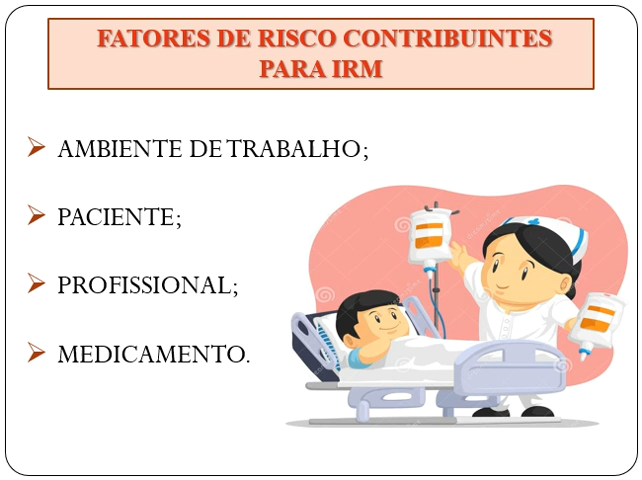 FATORES DE RISCO CONTRIBUINTES
PARA IRM
AMBIENTE DE TRABALHO;
PACIENTE;
PROFISSIONAL;
MEDICAMENTO.